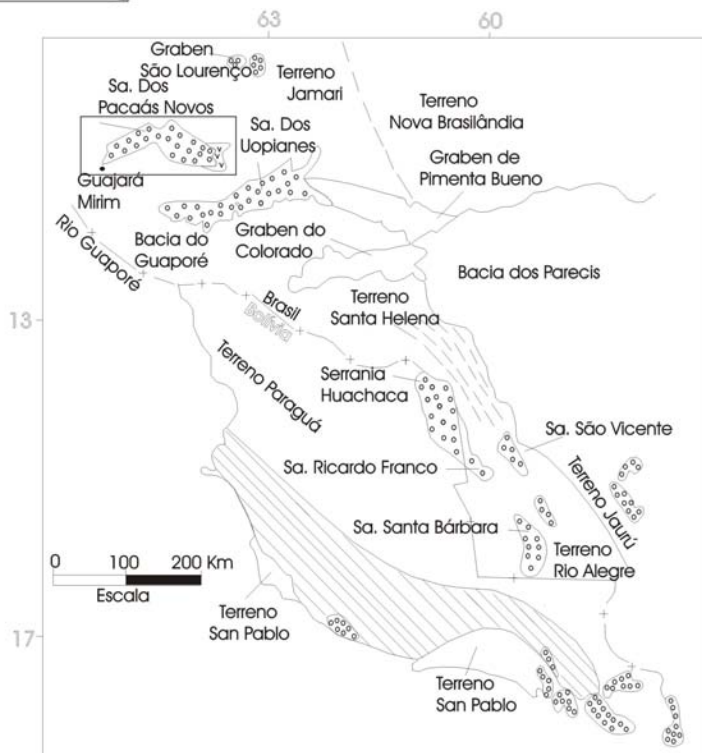 63
60
Graben
São Lourenço
Terreno
Jamari
Sa. Dos
Pacaás Novos
Terreno
Nova Brasilândia
Sa. Dos
Uopianes
Graben de
Pimenta Bueno
Guajará
Mirim
Rio Guaporé
Bacia do
Guaporé
Graben do
Colorado
Bacia dos Parecis
13
Brasil
Bolívia
Terreno
Santa Helena
Terreno Paraguá
Serrania
Huachaca
Sa. São Vicente
Sa. Ricardo Franco
Terreno Jaurú
Sa. Santa Bárbara
Terreno
Rio Alegre
0 100 200 Km
Escala
Terreno
San Pablo
17
Terreno
San Pablo